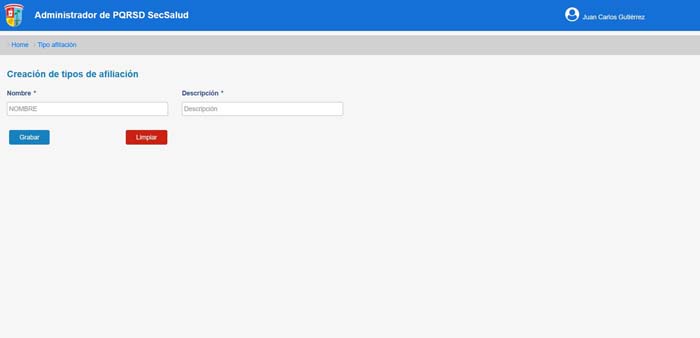 Administrador de PQRSD SecSalud
Juan Carlos Gutiérrez
Home Tipo afiliación
Creación de tipos de afiliación
Nombre * Descripción *
NOMBRE Descripción
Grabar Limpiar